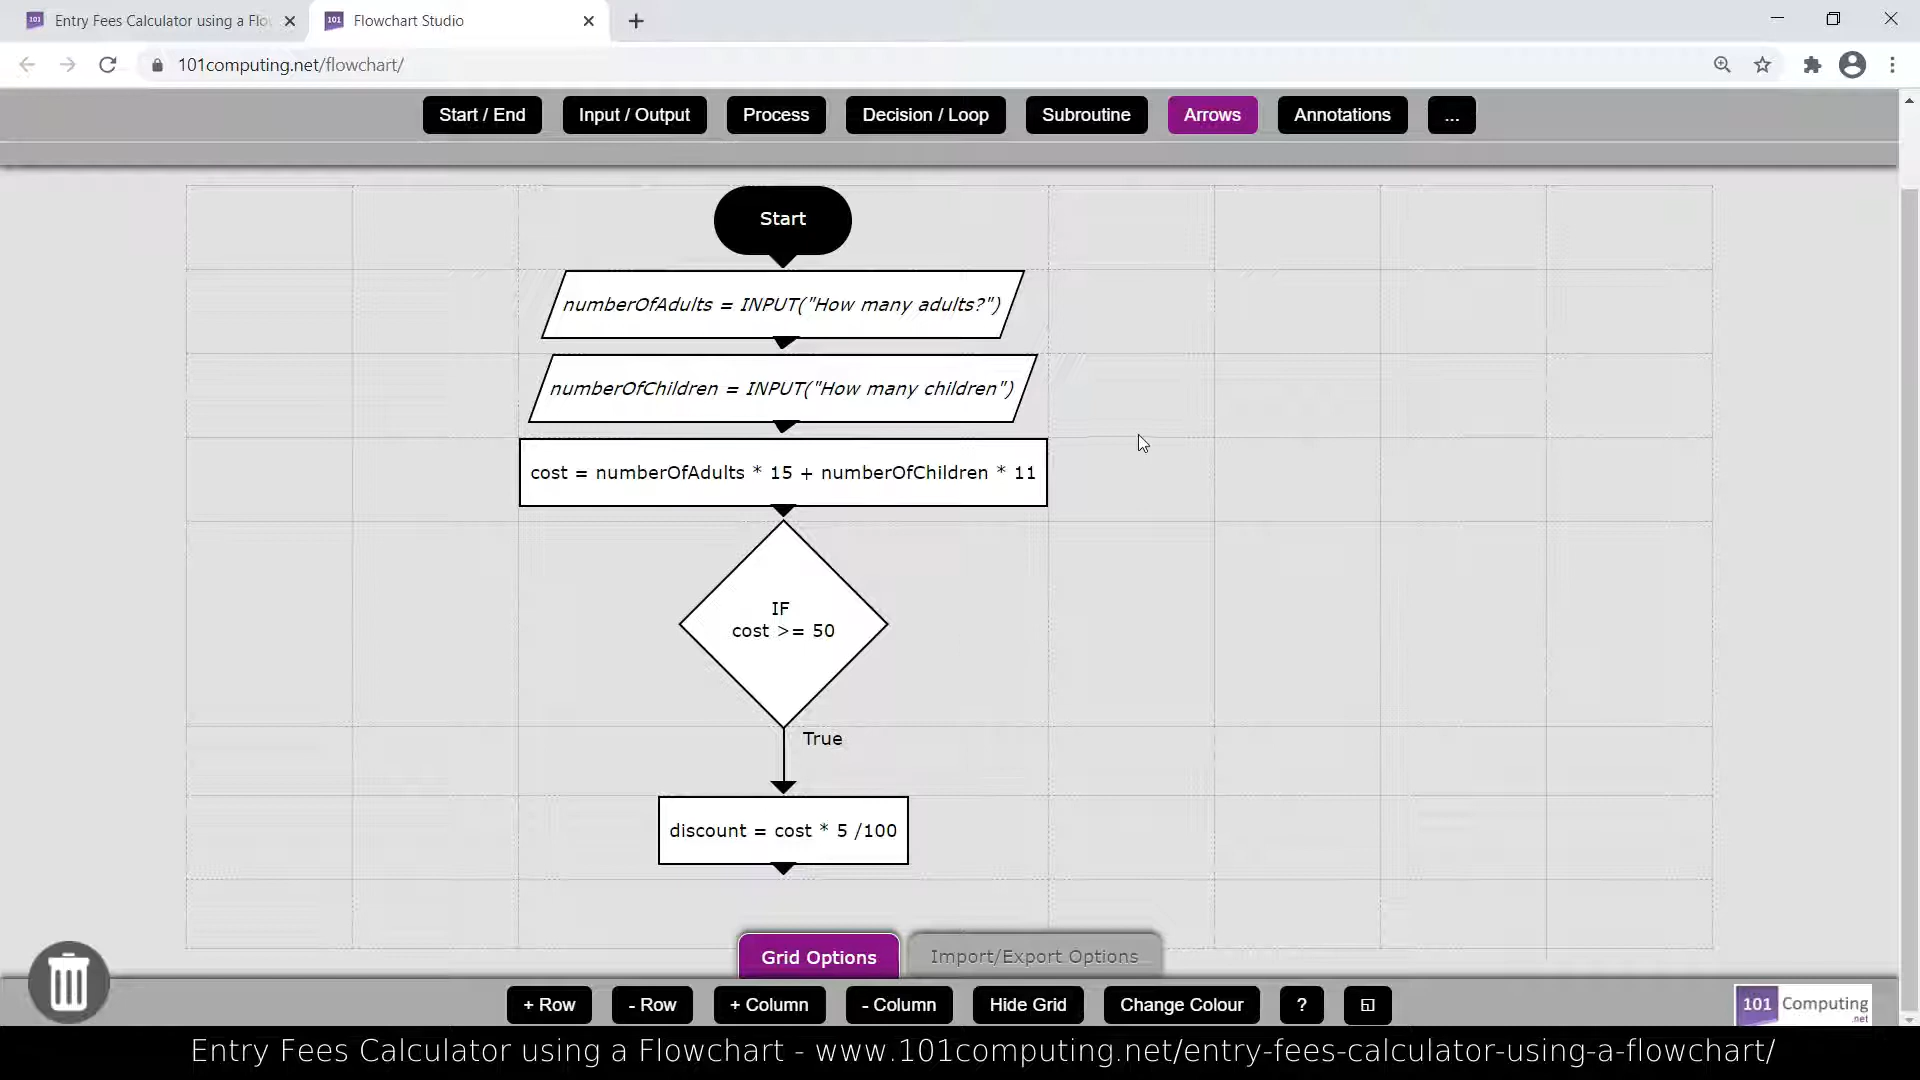 Entry Fees Calculator using a Flo
Flowchart Studio
101computing.net/flowchart/
Start / End
Input / Output
Process
Decision / Loop
Subroutine
Arrows
Annotations
...
Start
numberOfAdults = INPUT("How many adults?")
numberOfChildren = INPUT("How many children")
cost = numberOfAdults * 15 + numberOfChildren * 11
IF
cost >= 50
True
discount = cost * 5 /100
Grid Options
Import/Export Options
+ Row
- Row
+ Column
- Column
Hide Grid
Change Colour
?
101 Computing
.net
Entry Fees Calculator using a Flowchart - www.101computing.net/entry-fees-calculator-using-a-flowchart/